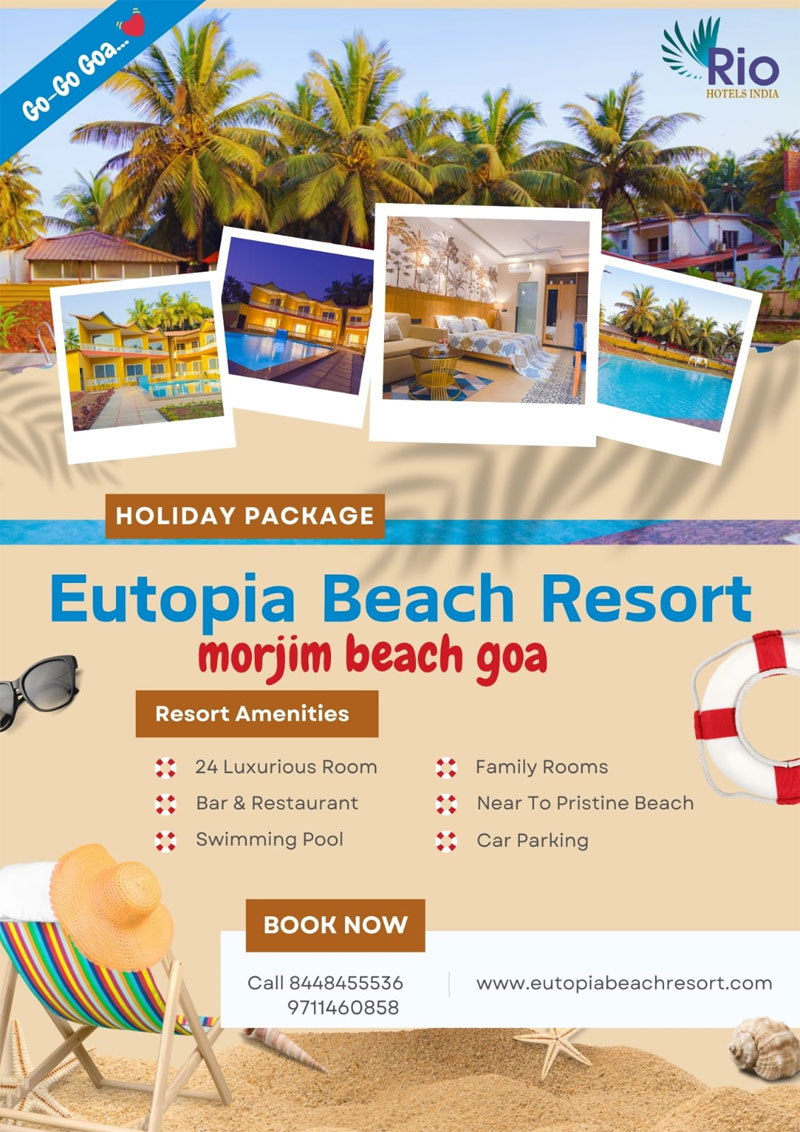 Go-Go Goa...
Rio
HOTELS INDIA
HOLIDAY PACKAGE
Eutopia Beach Resort
morjim beach goa
Resort Amenities
24 Luxurious Room
Bar & Restaurant
Swimming Pool
Family Rooms
Near To Pristine Beach
Car Parking
BOOK NOW
Call 8448455536
9711460858
www.eutopiabeachresort.com